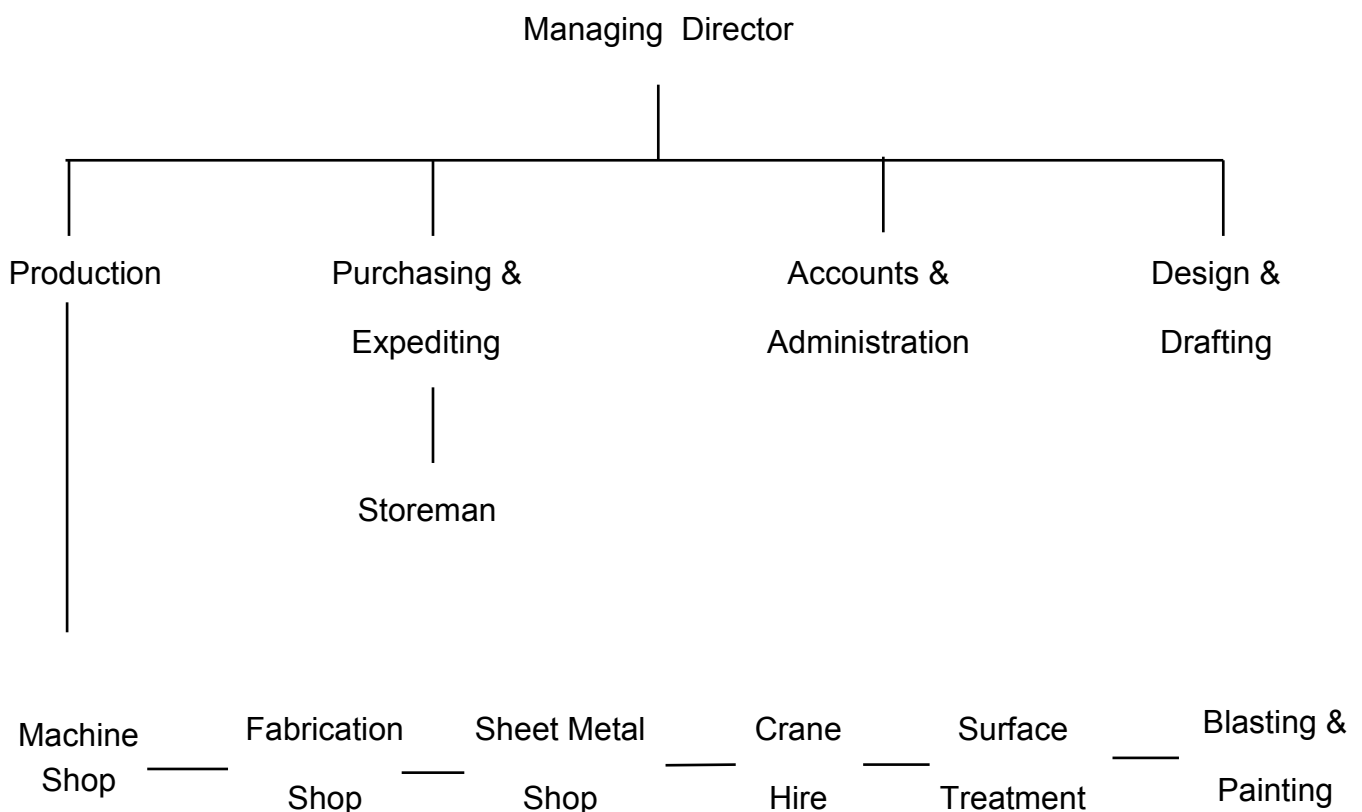 Managing Director
Production
Purchasing &
Expediting
Accounts &
Administration
Design &
Drafting
Storeman
Machine
Shop
Fabrication
Shop
Sheet Metal
Shop
Crane
Hire
Surface
Treatment
Blasting &
Painting